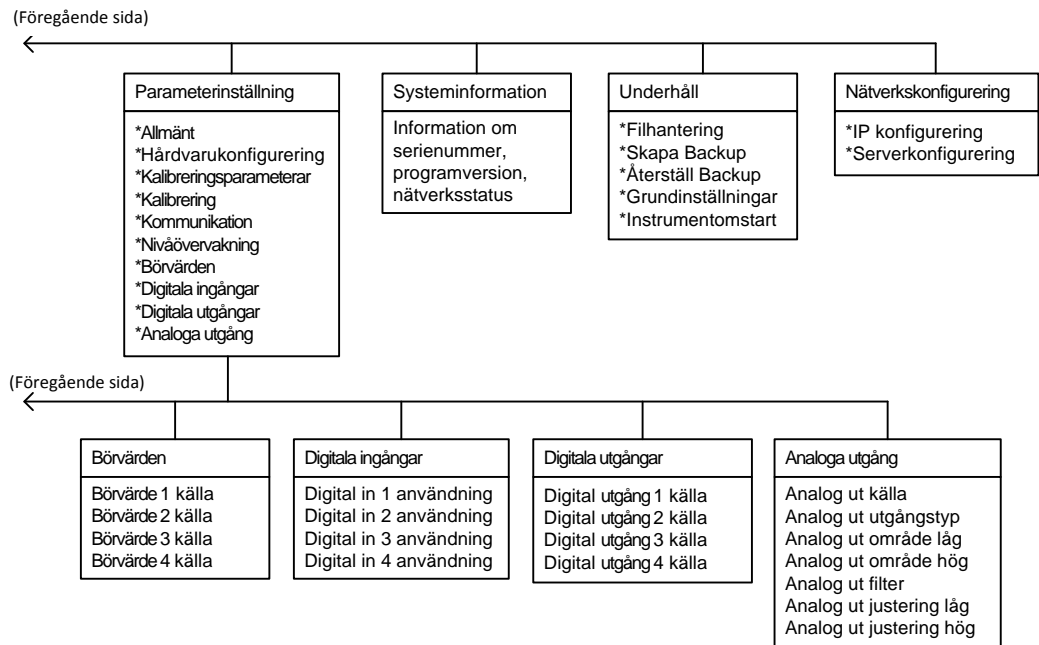 (Föregående sida)
Parameterinställning
*Allmänt
*Hårdvarukonfigurering
*Kalibreringsparameterar
*Kalibrering
*Kommunikation
*Nivåövervakning
*Börvärden
*Digitala ingångar
*Digitala utgångar
*Analoga utgång
Systeminformation
Information om
serienummer,
programversion,
nätverksstatus
Underhåll
*Filhantering
*Skapa Backup
*Återställ Backup
*Grundinställningar
*Instrumentomstart
Nätverkskonfigurering
*IP konfigurering
*Serverkonfigurering
(Föregående sida)
Börvärden
Börvärde 1 källa
Börvärde 2 källa
Börvärde 3 källa
Börvärde 4 källa
Digitala ingångar
Digital in 1 användning
Digital in 2 användning
Digital in 3 användning
Digital in 4 användning
Digitala utgångar
Digital utgång 1 källa
Digital utgång 2 källa
Digital utgång 3 källa
Digital utgång 4 källa
Analoga utgång
Analog ut källa
Analog ut utgångstyp
Analog ut område låg
Analog ut område hög
Analog ut filter
Analog ut justering låg
Analog ut justering hög